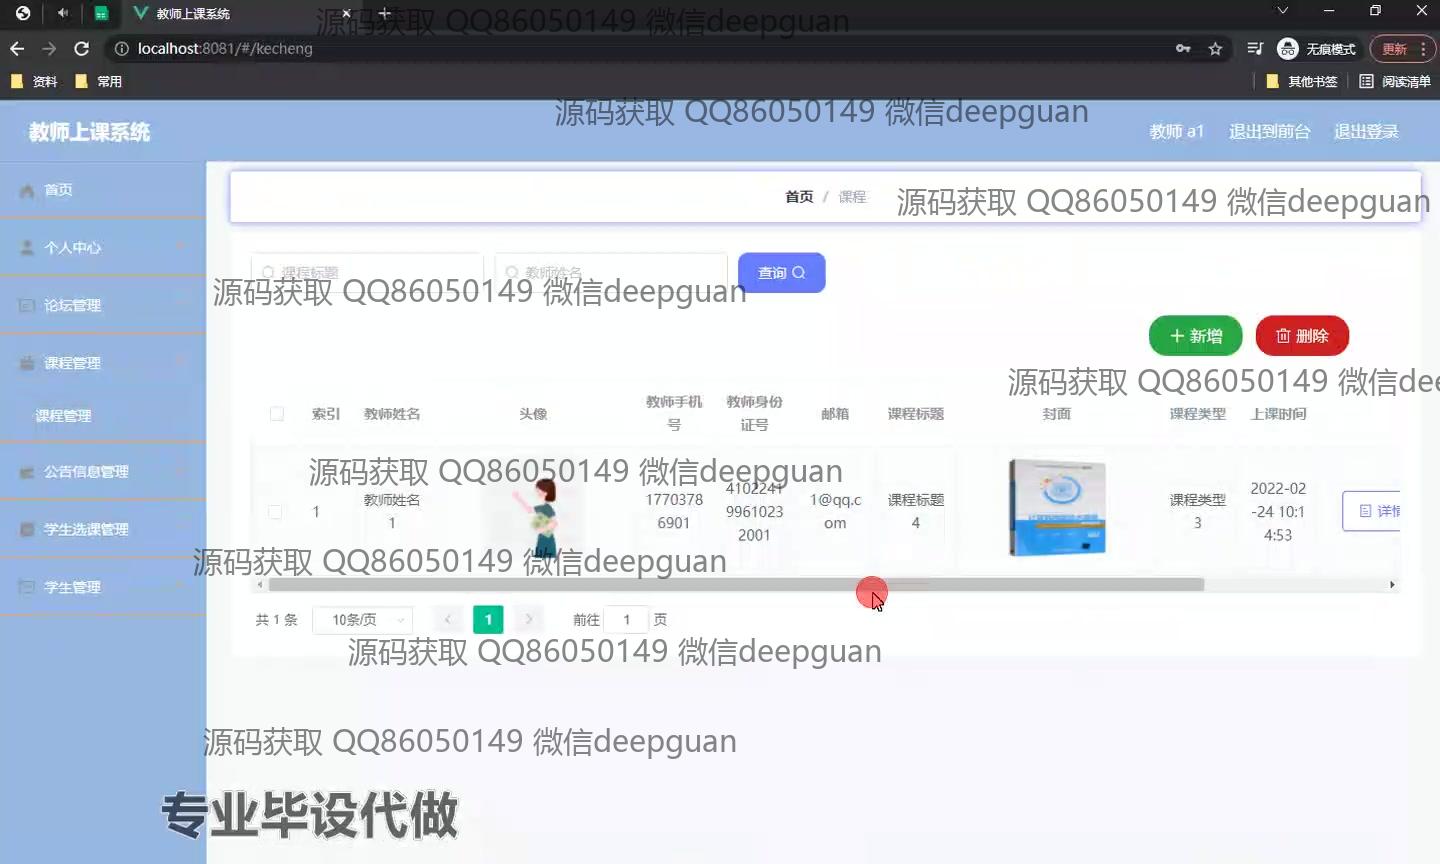 教师上课系统
源码获取 QQ86050149 微信deepguan
localhost:8081/#/kecheng
无痕模式
更新
资料
常用
其他书签
阅读清单
源码获取 QQ86050149 微信deepguan
教师上课系统
教师 a1
退出到前台
退出登录
首页
首页 / 课程
源码获取 QQ86050149 微信deepguan
个人中心
课程标题
教师姓名
查询
源码获取 QQ86050149 微信deepguan
论坛管理
新增
删除
课程管理
源码获取 QQ86050149 微信dee
课程管理
索引
教师姓名
头像
教师手机号
教师身份证号
邮箱
课程标题
封面
课程类型
上课时间
公告信息管理
源码获取 QQ86050149 微信deepguan
1
教师姓名1
17703786901
410224199610232001
1@qq.com
课程标题4
课程类型3
2022-02-24 10:14:53
详情
学生选课管理
源码获取 QQ86050149 微信deepguan
学生管理
共 1 条
10条/页
1
前往
1
页
源码获取 QQ86050149 微信deepguan
源码获取 QQ86050149 微信deepguan
专业毕设代做